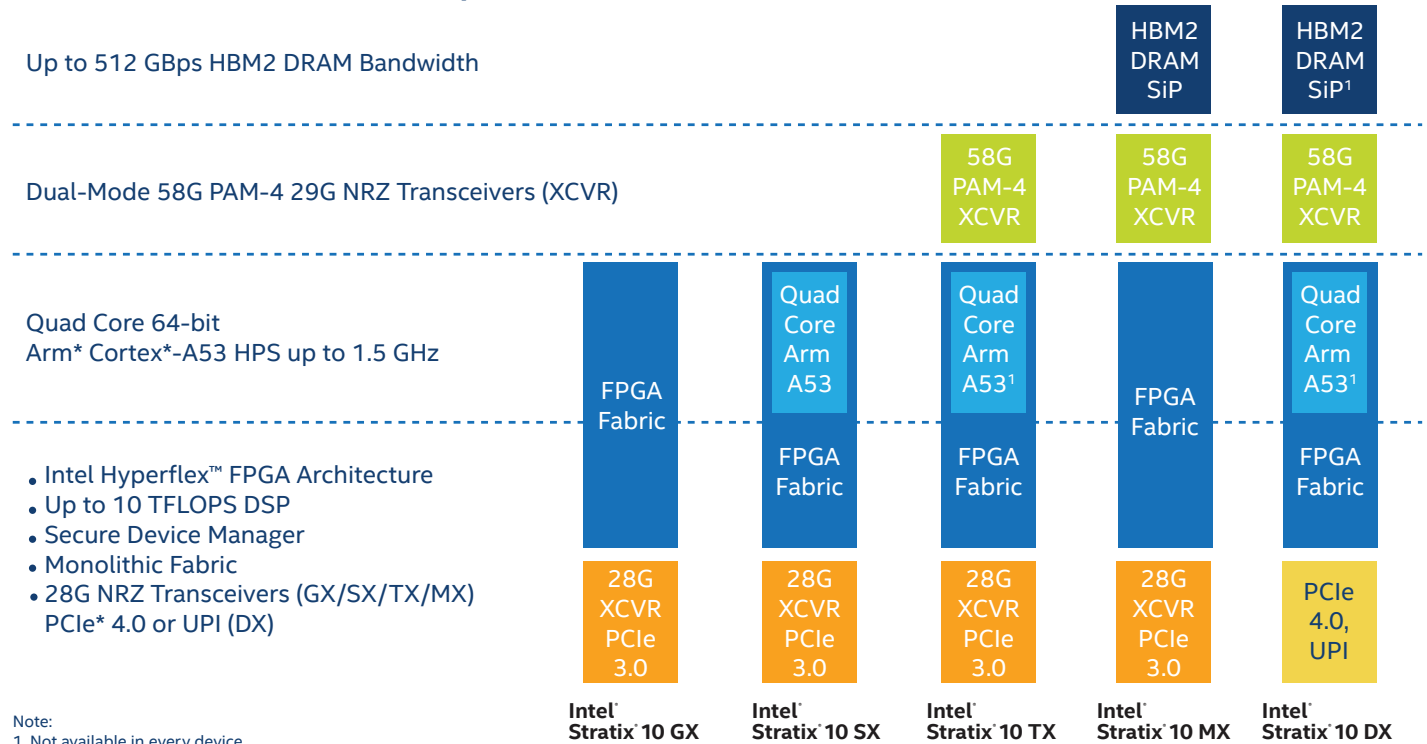 Up to 512 GBps HBM2 DRAM Bandwidth
HBM2
DRAM
SiP
HBM2
DRAM
SiP¹
Dual-Mode 58G PAM-4 29G NRZ Transceivers (XCVR)
58G
PAM-4
XCVR
58G
PAM-4
XCVR
58G
PAM-4
XCVR
Quad Core 64-bit
Arm* Cortex*-A53 HPS up to 1.5 GHz
FPGA
Fabric
Quad
Core
Arm
A53
FPGA
Fabric
Quad
Core
Arm
A53¹
FPGA
Fabric
FPGA
Fabric
Quad
Core
Arm
A53¹
FPGA
Fabric
• Intel Hyperflex™ FPGA Architecture
• Up to 10 TFLOPS DSP
• Secure Device Manager
• Monolithic Fabric
• 28G NRZ Transceivers (GX/SX/TX/MX)
PCIe* 4.0 or UPI (DX)
28G
XCVR
PCIe
3.0
28G
XCVR
PCIe
3.0
28G
XCVR
PCIe
3.0
28G
XCVR
PCIe
3.0
PCIe
4.0,
UPI
Intel®
Stratix® 10 GX
Intel®
Stratix® 10 SX
Intel®
Stratix® 10 TX
Intel®
Stratix® 10 MX
Intel®
Stratix® 10 DX
Note:
1. Not available in every device